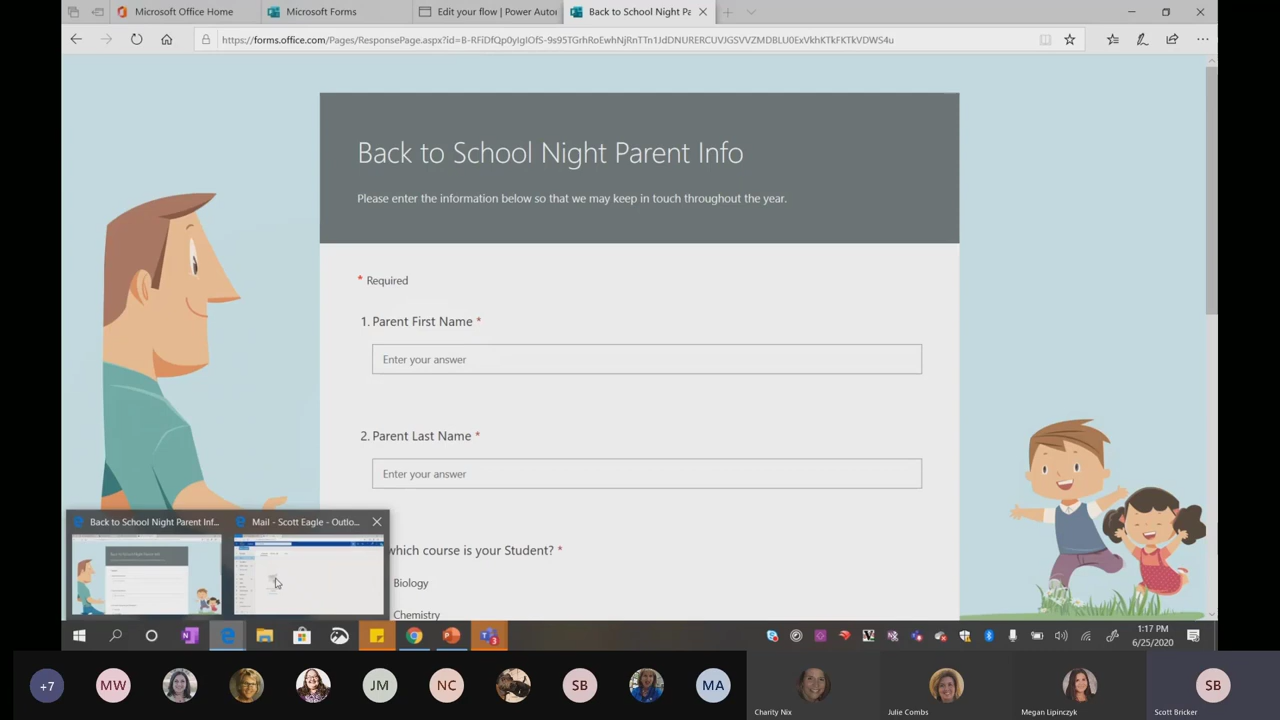 Microsoft Office Home
Microsoft Forms
Edit your flow | Power Auto
Back to School Night Pa
https://forms.office.com/Pages/ResponsePage.aspx?id=B-RFiDfQp0yIgIOfS-9s95TGrhRoEwhNjRnTTn1JdDNURERCUVJGSVVZMDBLU0ExVkhKTkFKTkVDWS4u
Back to School Night Parent Info
Please enter the information below so that we may keep in touch throughout the year.
* Required
1. Parent First Name *
Enter your answer
2. Parent Last Name *
Enter your answer
Back to School Night Parent Inf...
Mail - Scott Eagle - Outlo...
which course is your Student? *
Biology
Chemistry
1:17 PM
6/25/2020
+7
MW
JM
NC
SB
MA
SB
Charity Nix
Julie Combs
Megan Lipinczyk
Scott Bricker